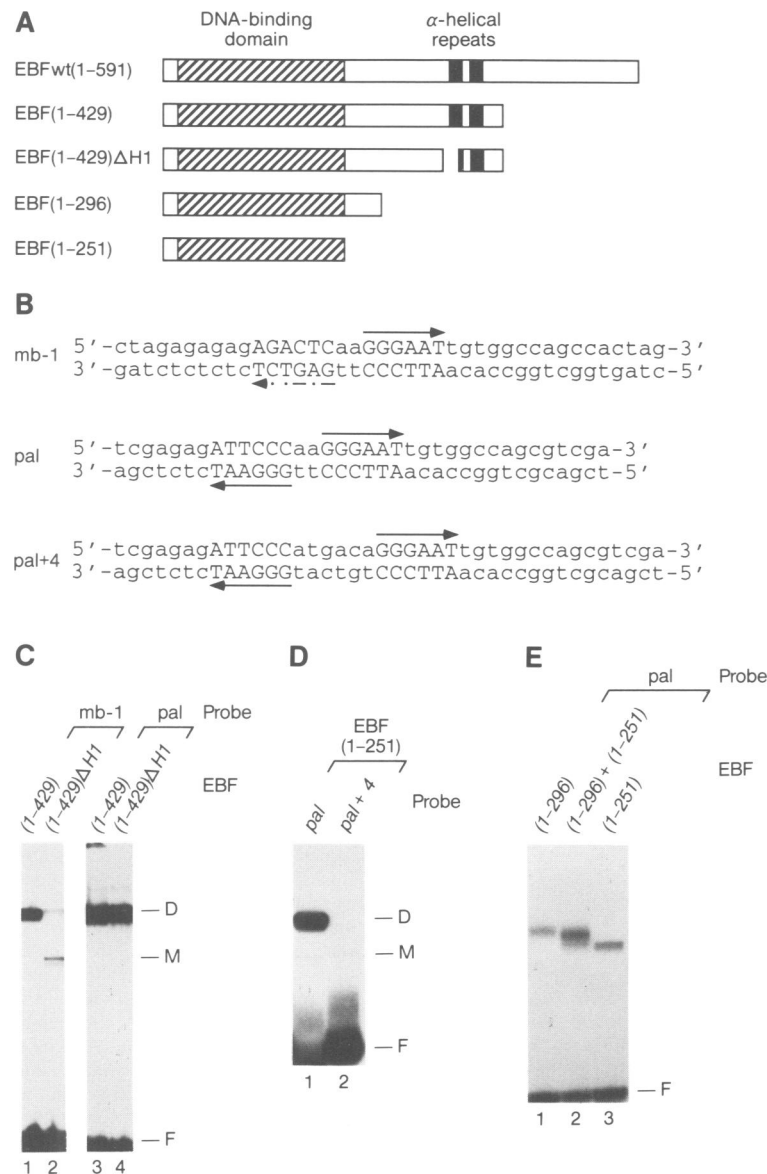 A
DNA-binding domain
α-helical repeats
EBFwt(1–591)
EBF(1–429)
EBF(1–429)ΔH1
EBF(1–296)
EBF(1–251)
B
mb-1
5′-ctagagagagAGACTCaaGGGAATtgtggccagccactag-3′
3′-gatctctctcTCTGAGttCCCTTAacaccggtcggtgatc-5′
pal
5′-tcgagagATTCCCaaGGGAATtgtggccagcgtcga-3′
3′-agctctcTAAGGGttCCCTTAacaccggtcgcagct-5′
pal+4
5′-tcgagagATTCCCatgacaGGGAATtgtggccagcgtcga-3′
3′-agctctcTAAGGGtactgtCCCTTAacaccggtcgcagct-5′
C
mb-1 pal Probe
(1–429) (1–429)ΔH1 (1–429) (1–429)ΔH1 EBF
D
M
F
1 2 3 4
D
EBF (1–251)
pal pal + 4 Probe
D
M
F
1 2
E
pal Probe
(1–296) (1–296) + (1–251) (1–251) EBF
F
1 2 3